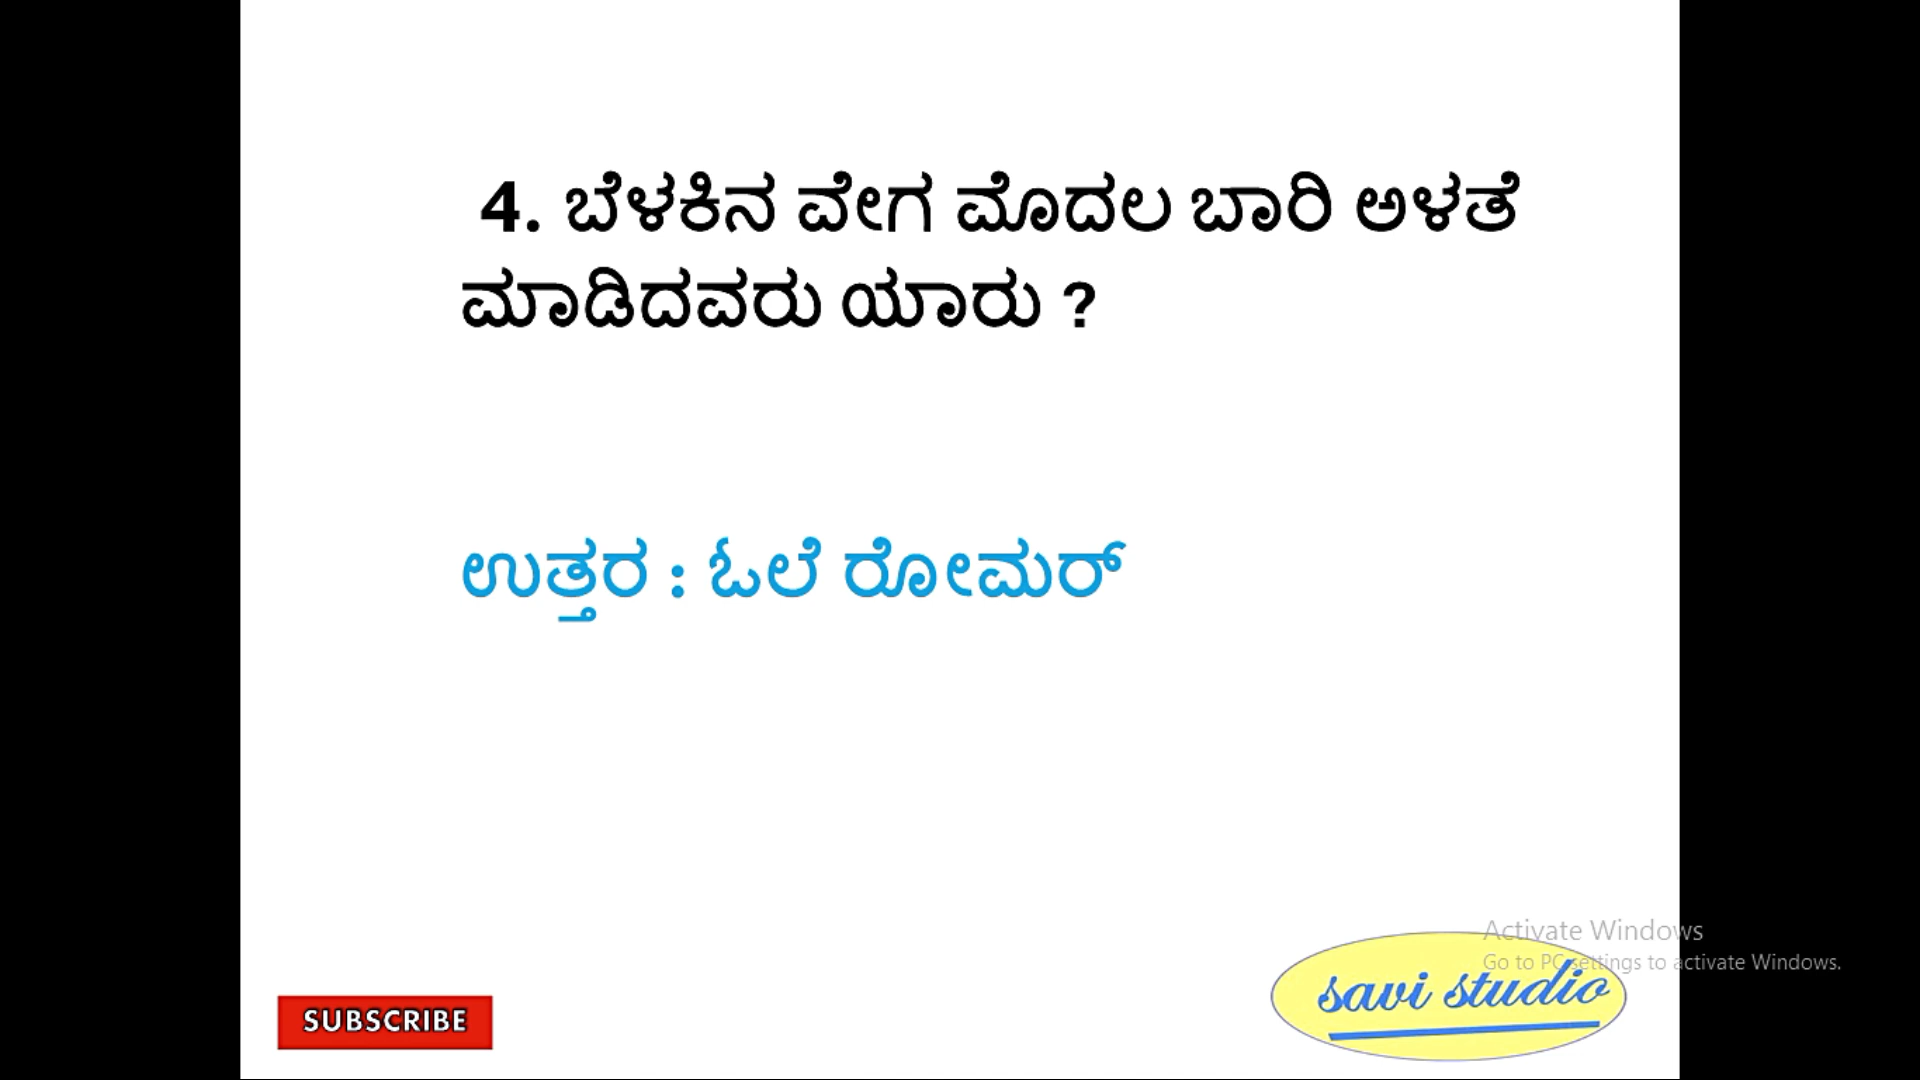 4. ಬೆಳಕಿನ ವೇಗ ಮೊದಲ ಬಾರಿ ಅಳತೆ
ಮಾಡಿದವರು ಯಾರು ?
ಉತ್ತರ : ಓಲೆ ರೋಮರ್
Activate Windows
Go to PC settings to activate Windows.
savi studio
SUBSCRIBE